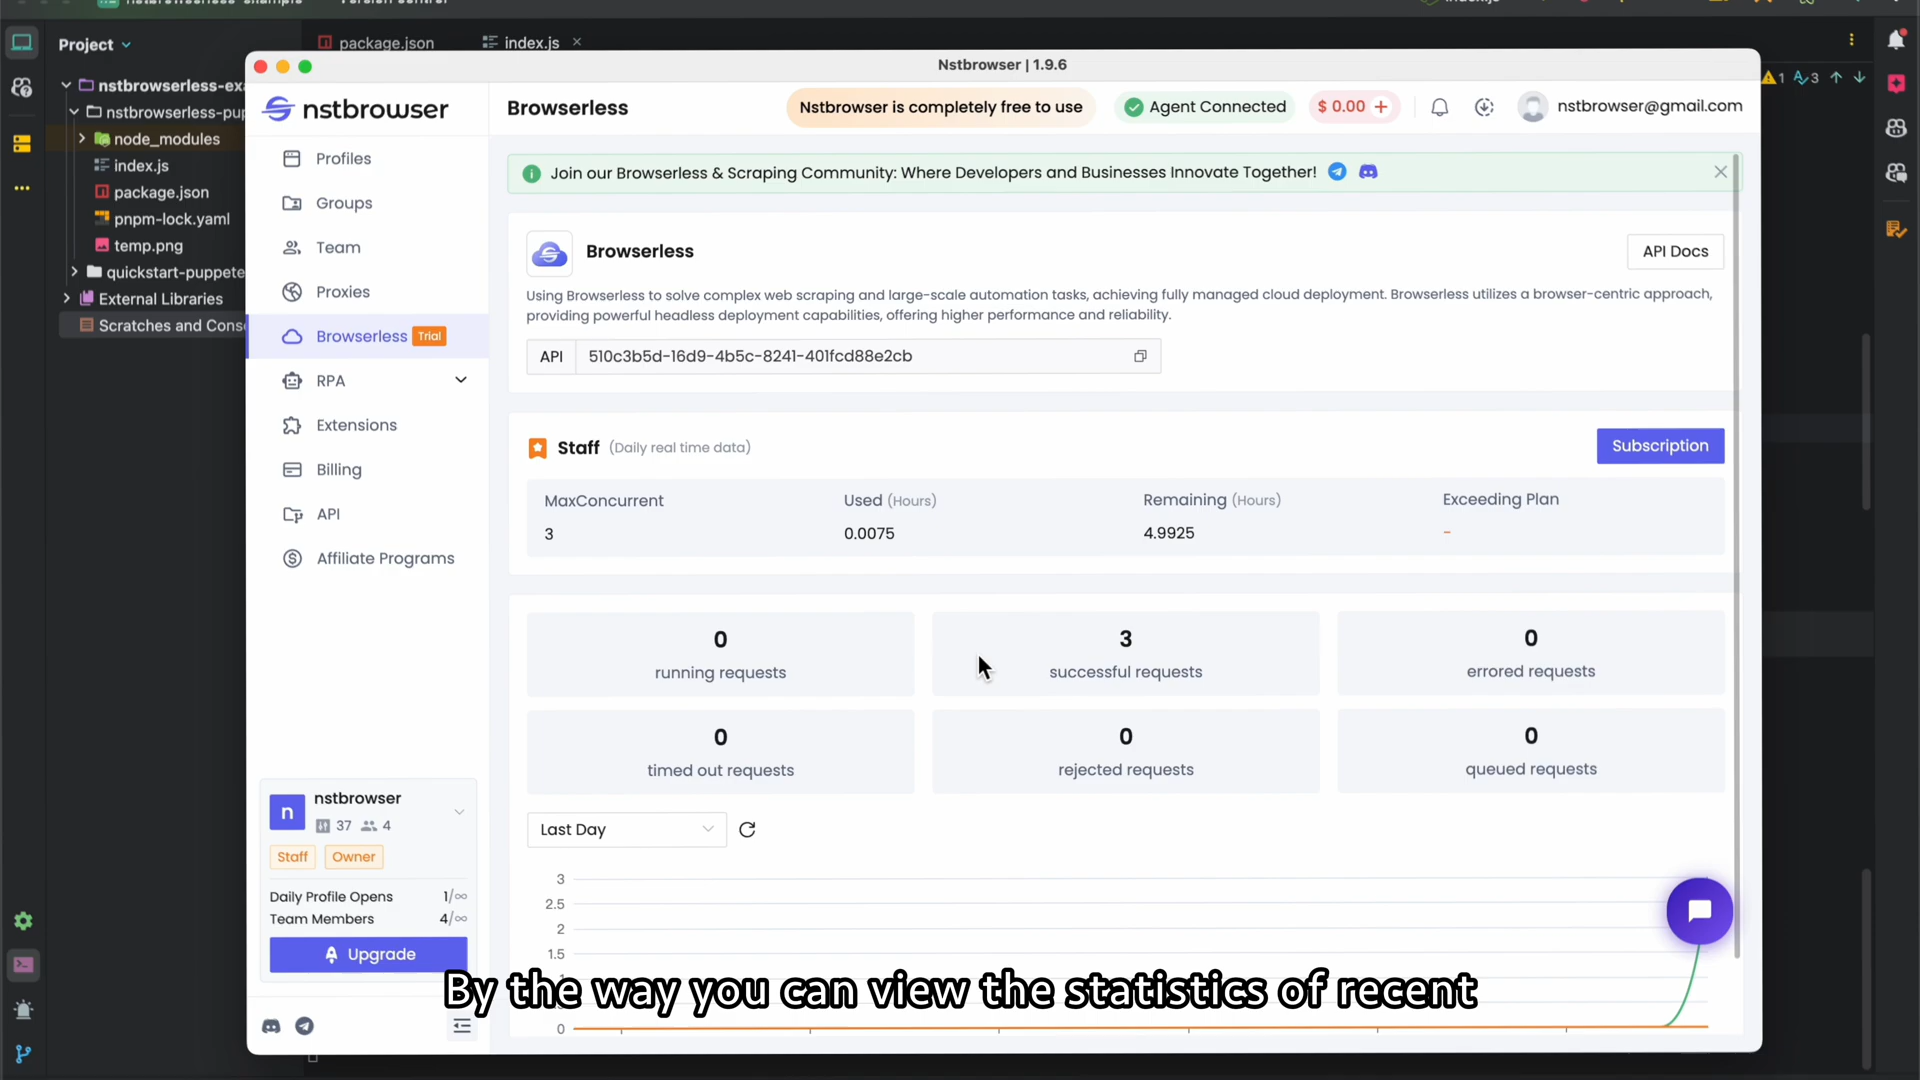 Project
package.json
index.js
nstbrowserless-exa
nstbrowserless-pup
node_modules
index.js
package.json
pnpm-lock.yaml
temp.png
quickstart-puppete
External Libraries
Scratches and Cons
1
3
Nstbrowser | 1.9.6
nstbrowser
Browserless
Nstbrowser is completely free to use
Agent Connected
$ 0.00 +
nstbrowser@gmail.com
Profiles
Groups
Team
Proxies
Browserless Trial
RPA
Extensions
Billing
API
Affiliate Programs
Join our Browserless & Scraping Community: Where Developers and Businesses Innovate Together!
Browserless
API Docs
Using Browserless to solve complex web scraping and large-scale automation tasks, achieving fully managed cloud deployment. Browserless utilizes a browser-centric approach,
providing powerful headless deployment capabilities, offering higher performance and reliability.
API 510c3b5d-16d9-4b5c-8241-401fcd88e2cb
Staff (Daily real time data)
Subscription
MaxConcurrent
Used (Hours)
Remaining (Hours)
Exceeding Plan
3
0.0075
4.9925
-
0
running requests
3
successful requests
0
errored requests
0
timed out requests
0
rejected requests
0
queued requests
Last Day
3
2.5
2
1.5
0
n
nstbrowser
37 4
Staff Owner
Daily Profile Opens 1/∞
Team Members 4/∞
Upgrade
By the way you can view the statistics of recent